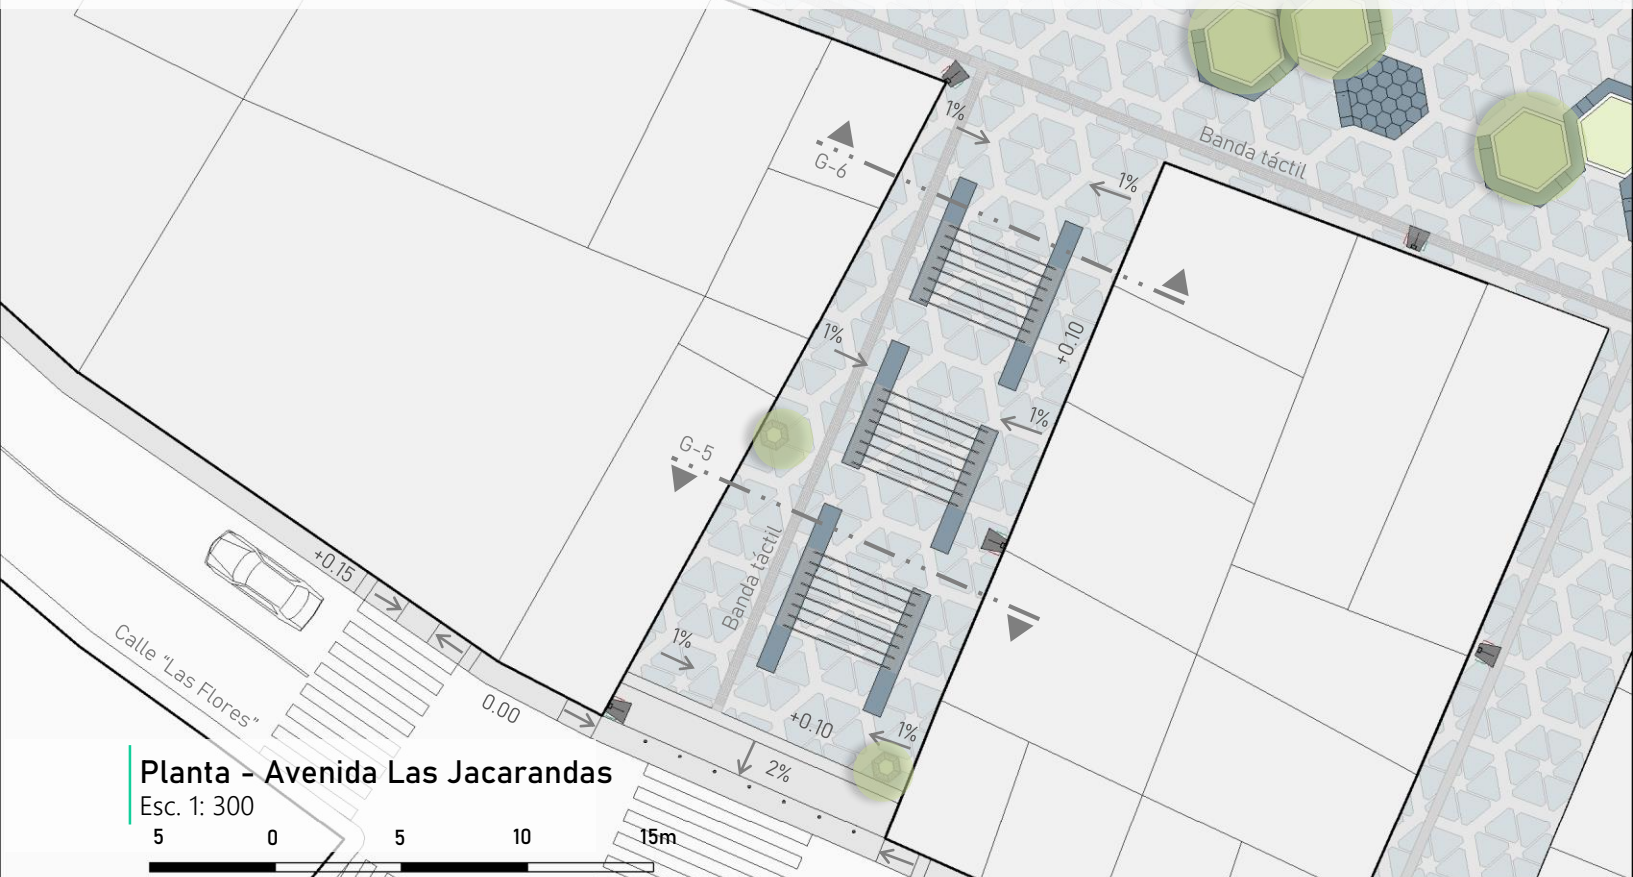 1%
G-6
Banda táctil
1%
+0.10
1%
1%
G-5
Banda táctil
+0.15
1%
Calle "Las Flores"
0.00
+0.10
1%
2%
Planta - Avenida Las Jacarandas
Esc. 1: 300
5 0 5 10 15m